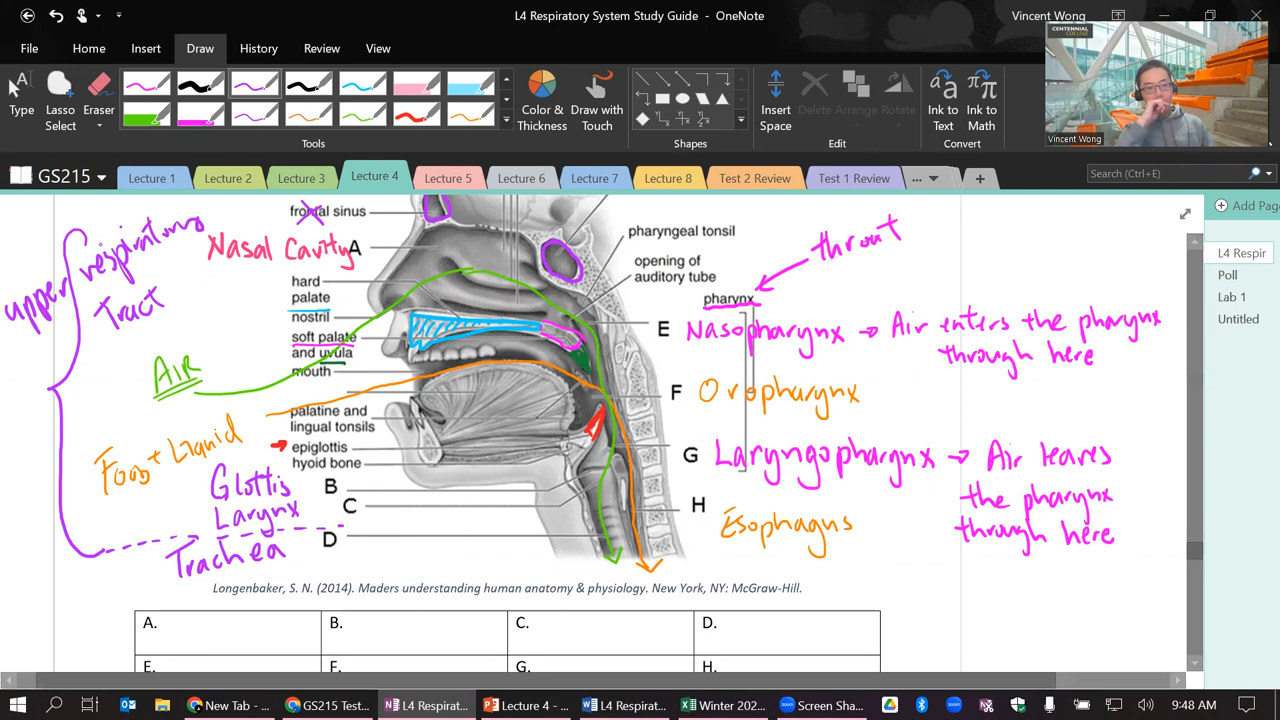 L4 Respiratory System Study Guide - OneNote
Vincent Wong
File Home Insert Draw History Review View
CENTENNIAL
COLLEGE
Vincent Wong
Type
Lasso
Select
Eraser
Color &
Thickness
Draw with
Touch
Insert
Space
Delete Arrange Rotate
Ink to
Text
Ink to
Math
Tools
Shapes
Edit
Convert
GS215
Lecture 1
Lecture 2
Lecture 3
Lecture 4
Lecture 5
Lecture 6
Lecture 7
Lecture 8
Test 2 Review
Test 1 Review
...
Search (Ctrl+E)
Add Page
L4 Respir
Poll
Lab 1
Untitled
upper respiratory
Tract
frontal sinus
Nasal Cavity A
hard
palate
nostril
soft palate
and uvula
mouth
palatine and
lingual tonsils
epiglottis
hyoid bone
B
C
D
AIR
Food + Liquid
Glottis
Larynx
Trachea
throat
pharyngeal tonsil
opening of
auditory tube
pharynx
E Nasopharynx → Air enters the pharynx
through here
F Oropharynx
G Laryngopharynx → Air leaves
the pharynx
through here
H Esophagus
Longenbaker, S. N. (2014). Maders understanding human anatomy & physiology. New York, NY: McGraw-Hill.
A. B. C. D.
E. F. G. H.
New Tab -
GS215 Test..
L4 Respirat..
Lecture 4 - ..
L4 Respirat..
Winter 202...
Screen Sha...
9:48 AM